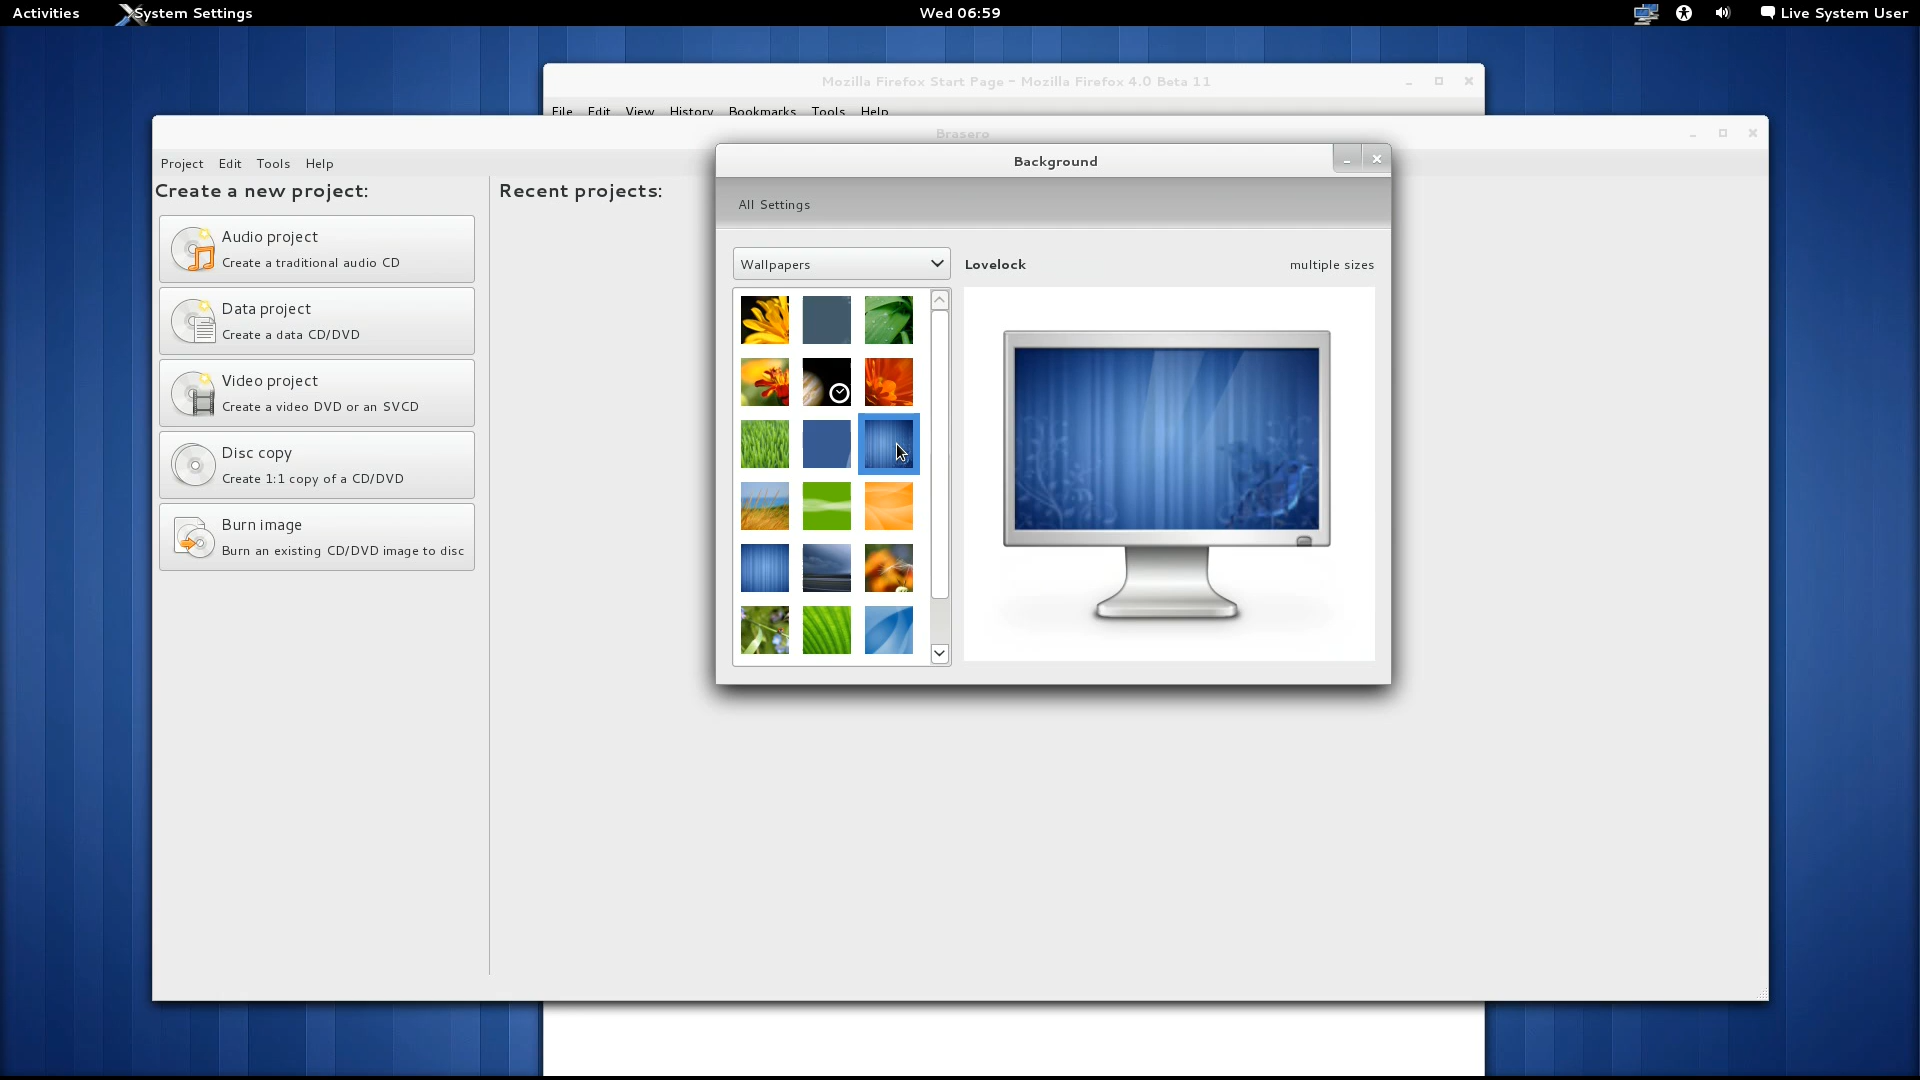 Activities
System Settings
Wed 06:59
Live System User
Mozilla Firefox Start Page - Mozilla Firefox 4.0 Beta 11
File Edit View History Bookmarks Tools Help
Brasero
Project Edit Tools Help
Create a new project:
Audio project
Create a traditional audio CD
Data project
Create a data CD/DVD
Video project
Create a video DVD or an SVCD
Disc copy
Create 1:1 copy of a CD/DVD
Burn image
Burn an existing CD/DVD image to disc
Recent projects:
Background
All Settings
Wallpapers
Lovelock
multiple sizes